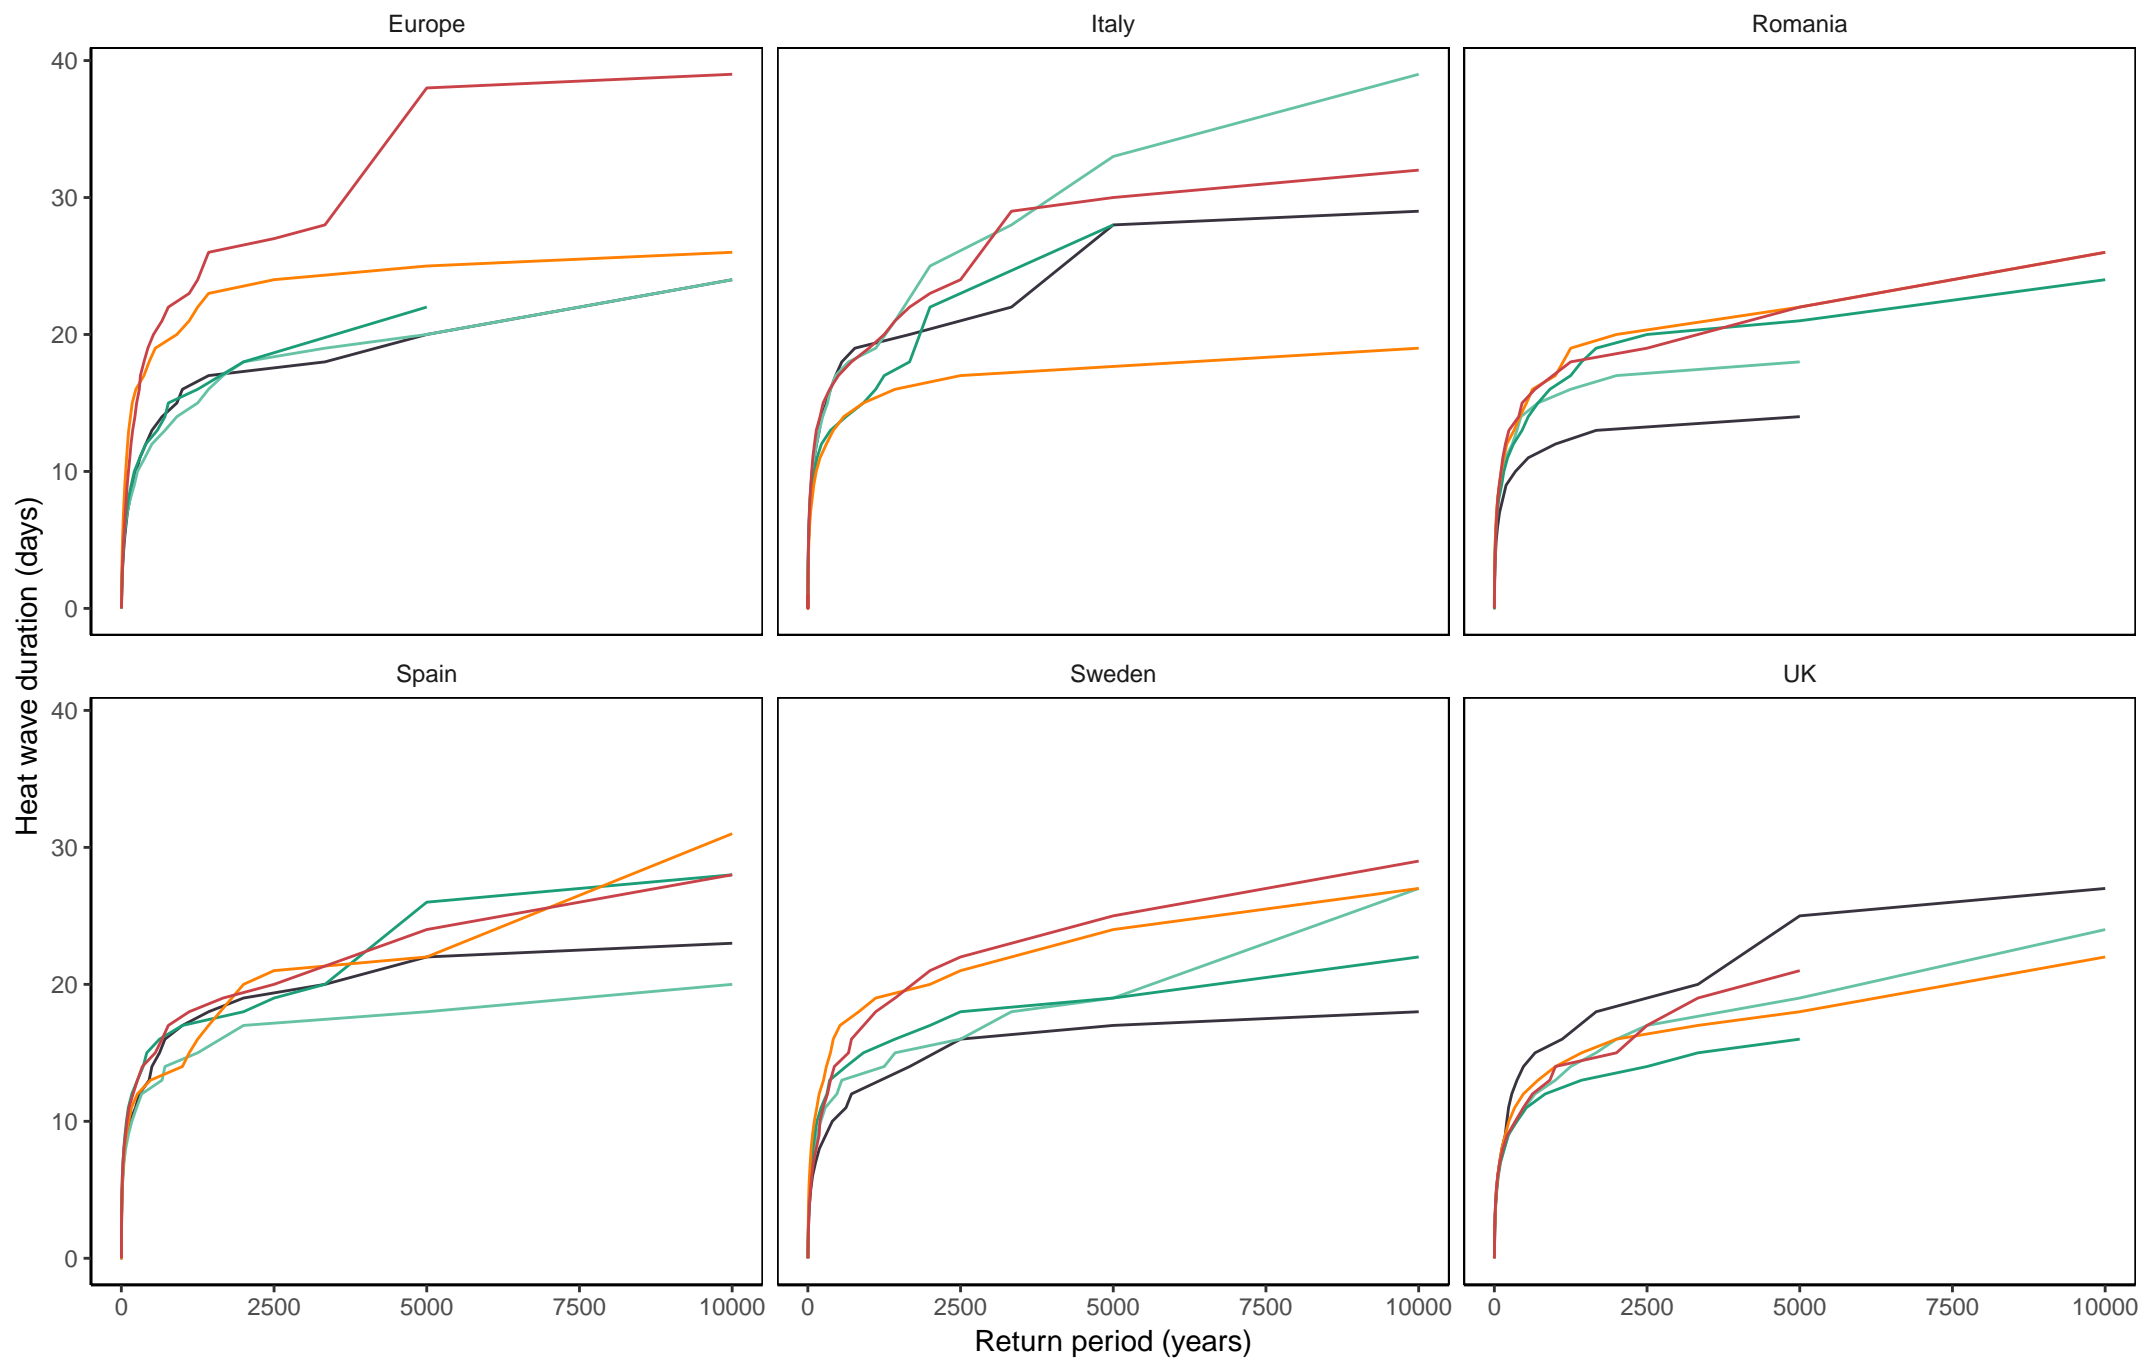 Europe Italy Romania
40
30
20
10
0
Heat wave duration (days)
Spain Sweden UK
40
30
20
10
0
0 2500 5000 7500 10000 0 2500 5000 7500 10000 0 2500 5000 7500 10000
Return period (years)